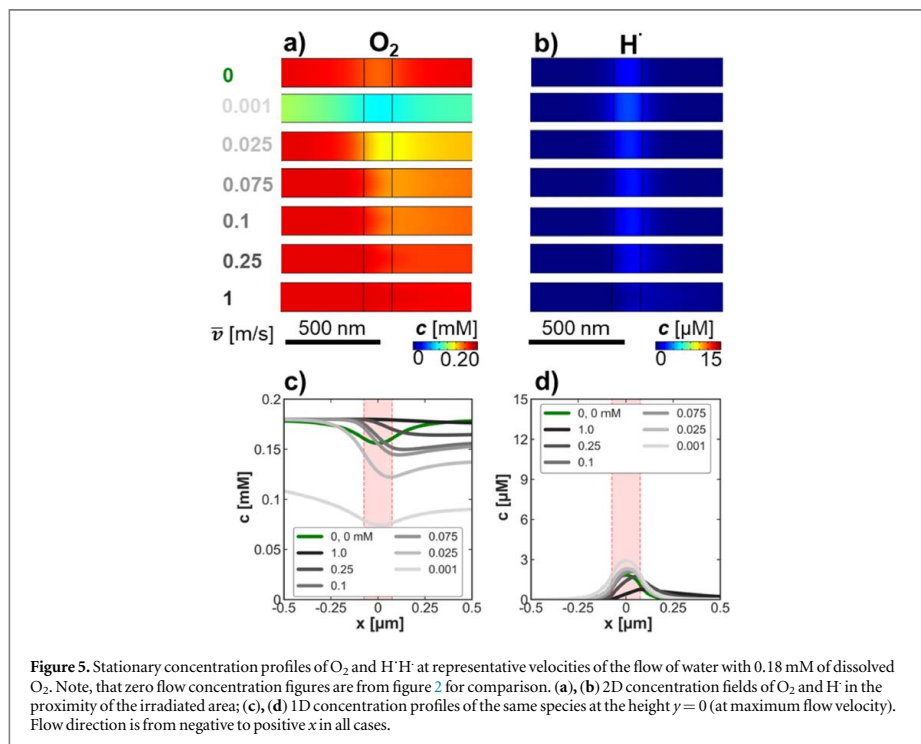 a) O₂
b) H·
0
0.001
0.025
0.075
0.1
0.25
1
v̅ [m/s]
500 nm
c [mM]
0 0.20
500 nm
c [µM]
0 15
c)
0.2
0.15
0.1
0.05
0
c [mM]
0, 0 mM
1.0
0.25
0.1
0.075
0.025
0.001
-0.5 -0.25 0 0.25 0.5
x [µm]
d)
15
12
9
6
3
0
c [µM]
0, 0 mM
1.0
0.25
0.1
0.075
0.025
0.001
-0.5 -0.25 0 0.25 0.5
x [µm]
Figure 5. Stationary concentration profiles of O₂ and H·H· at representative velocities of the flow of water with 0.18 mM of dissolved
O₂. Note, that zero flow concentration figures are from figure 2 for comparison. (a), (b) 2D concentration fields of O₂ and H· in the
proximity of the irradiated area; (c), (d) 1D concentration profiles of the same species at the height y = 0 (at maximum flow velocity).
Flow direction is from negative to positive x in all cases.